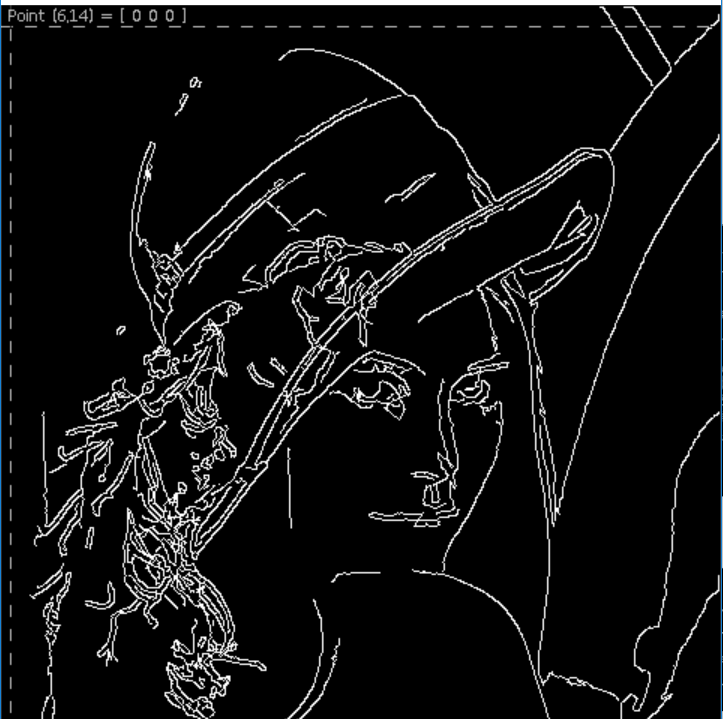 Point (6,14) = [ 0 0 0 ]